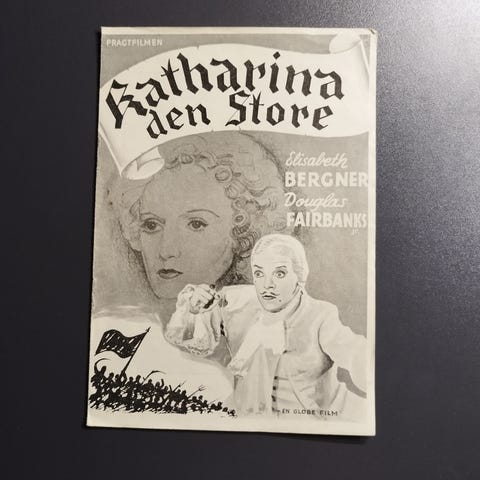 PRAGTFILMEN
Katharina
den Store
Elisabeth
BERGNER
Douglas
FAIRBANKS
jr.
EN GLOBE FILM